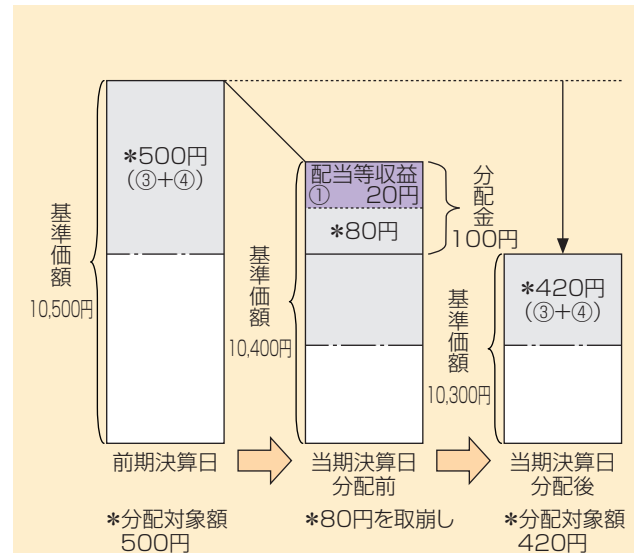 *500円
(③+④)
基準価額
10,500円
配当等収益
① 20円
*80円
分配金
100円
基準価額
10,400円
*420円
(③+④)
基準価額
10,300円
前期決算日
当期決算日
分配前
当期決算日
分配後
*分配対象額
500円
*80円を取崩し
*分配対象額
420円